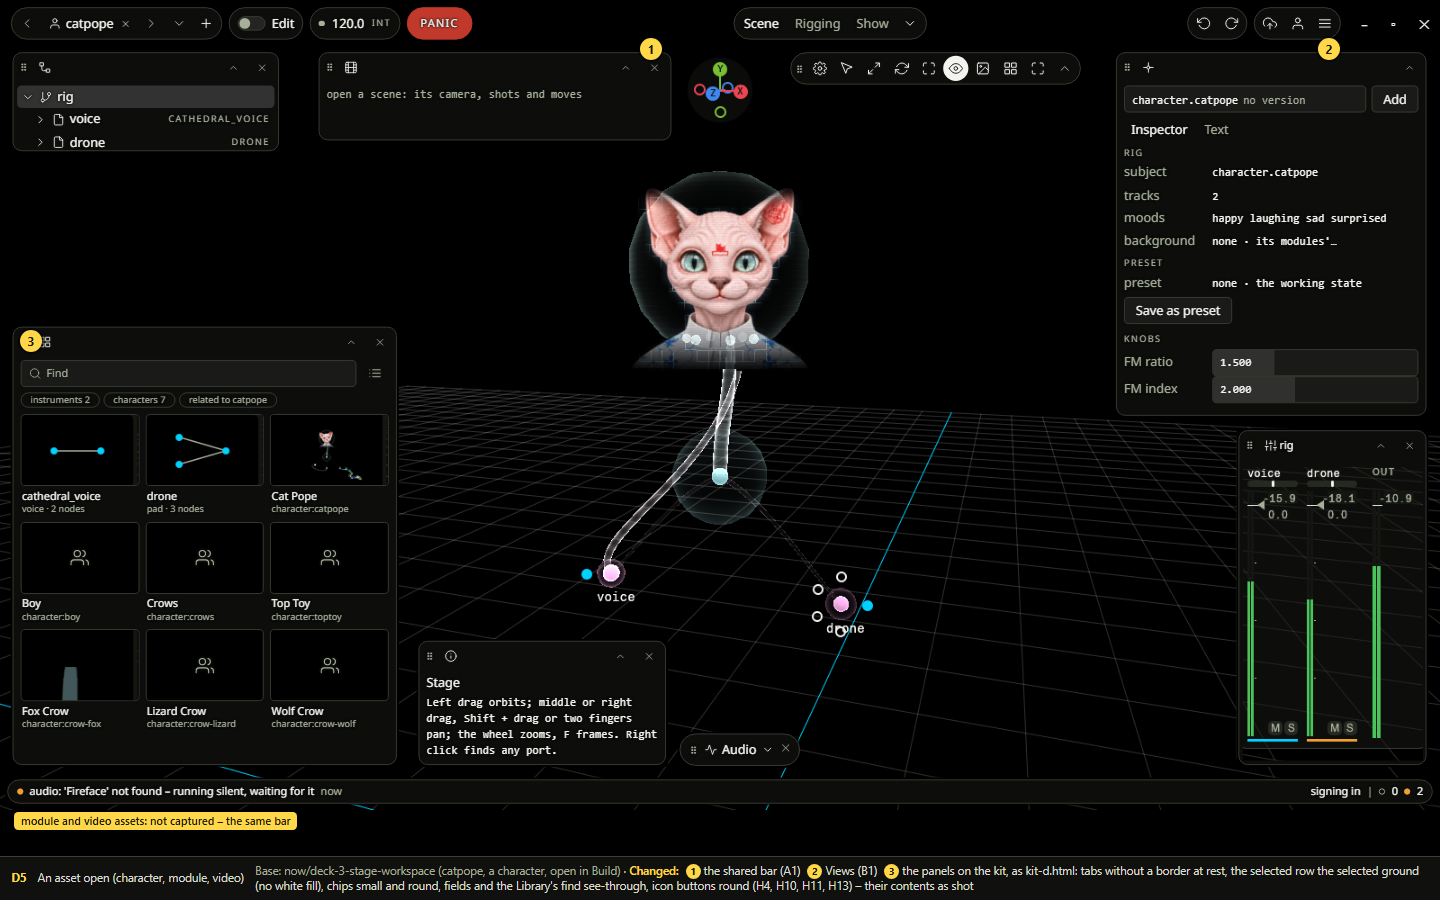 catpope
Edit
120.0 INT
PANIC
Scene
Rigging
Show
1
2
rig
voice CATHEDRAL_VOICE
drone DRONE
open a scene: its camera, shots and moves
Y
Z
X
character.catpope no version
Add
Inspector Text
RIG
subject character.catpope
tracks 2
moods happy laughing sad surprised
background none · its modules'…
PRESET
preset none · the working state
Save as preset
KNOBS
FM ratio 1.500
FM index 2.000
3
Find
instruments 2
characters 7
related to catpope
cathedral_voice
voice · 2 nodes
drone
pad · 3 nodes
Cat Pope
character:catpope
Boy
character:boy
Crows
character:crows
Top Toy
character:toptoy
Fox Crow
character:crow-fox
Lizard Crow
character:crow-lizard
Wolf Crow
character:crow-wolf
voice
drone
Stage
Left drag orbits; middle or right
drag, Shift + drag or two fingers
pan; the wheel zooms, F frames. Right
click finds any port.
Audio
rig
voice drone OUT
-15.9 -18.1 -10.9
0.0 0.0
M S M S
audio: 'Fireface' not found – running silent, waiting for it now
signing in | 0 2
module and video assets: not captured – the same bar
D5 An asset open (character, module, video)
Base: now/deck-3-stage-workspace (catpope, a character, open in Build) · Changed: 1 the shared bar (A1) 2 Views (B1) 3 the panels on the kit, as kit-d.html: tabs without a border at rest, the selected row the selected ground
(no white fill), chips small and round, fields and the Library's find see-through, icon buttons round (H4, H10, H11, H13) – their contents as shot